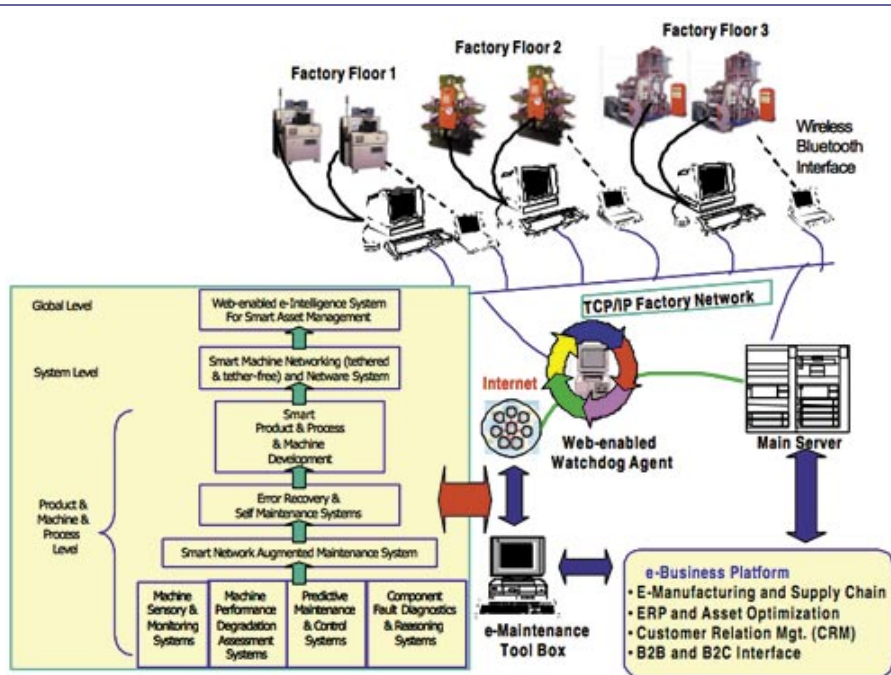 Factory Floor 1
Factory Floor 2
Factory Floor 3
Wireless
Bluetooth
Interface
TCP/IP Factory Network
Global Level
Web-enabled e-Intelligence System
For Smart Asset Management
System Level
Smart Machine Networking (tethered
& tether-free) and Netware System
Smart
Product & Process
& Machine
Development
Product &
Machine &
Process
Level
Error Recovery &
Self Maintenance Systems
Smart Network Augmented Maintenance System
Machine
Sensory &
Monitoring
Systems
Machine
Performance
Degradation
Assessment
Systems
Predictive
Maintenance
& Control
Systems
Component
Fault Diagnostics
& Reasoning Systems
Internet
Web-enabled
Watchdog Agent
Main Server
e-Maintenance
Tool Box
e-Business Platform
• E-Manufacturing and Supply Chain
• ERP and Asset Optimization
• Customer Relation Mgt. (CRM)
• B2B and B2C Interface